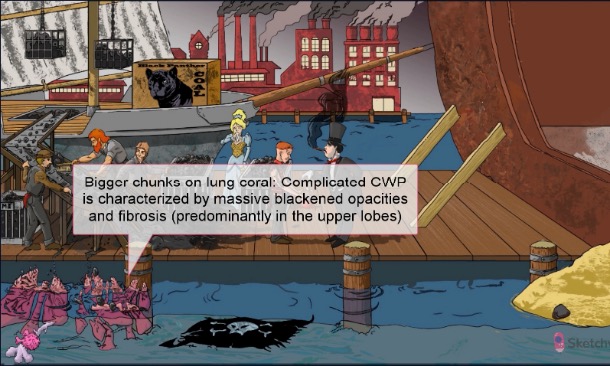 Black Panther
COAL
Bigger chunks on lung coral: Complicated CWP
is characterized by massive blackened opacities
and fibrosis (predominantly in the upper lobes)
Sketchy